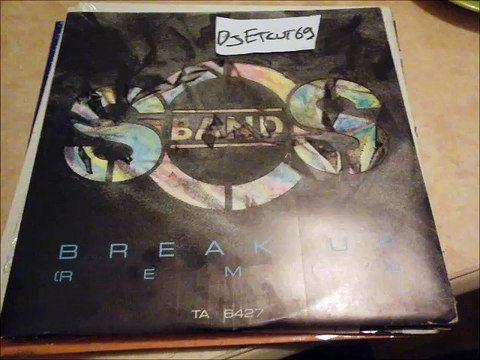 DjEtcut69
SOS
BAND
BREAK UP
(REMIX)
TA 6427